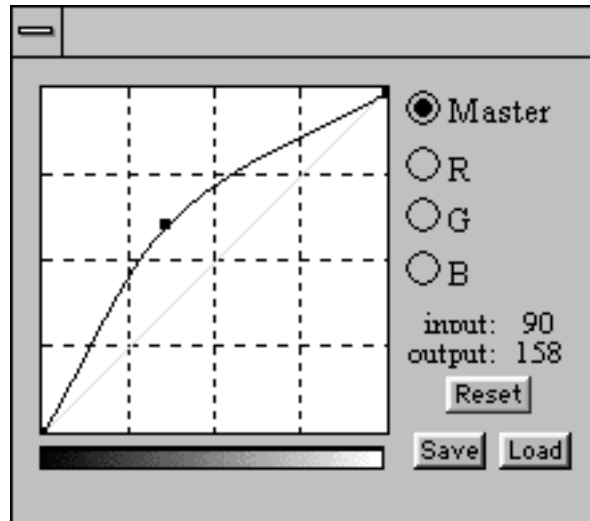 Master
R
G
B
input: 90
output: 158
Reset
Save Load